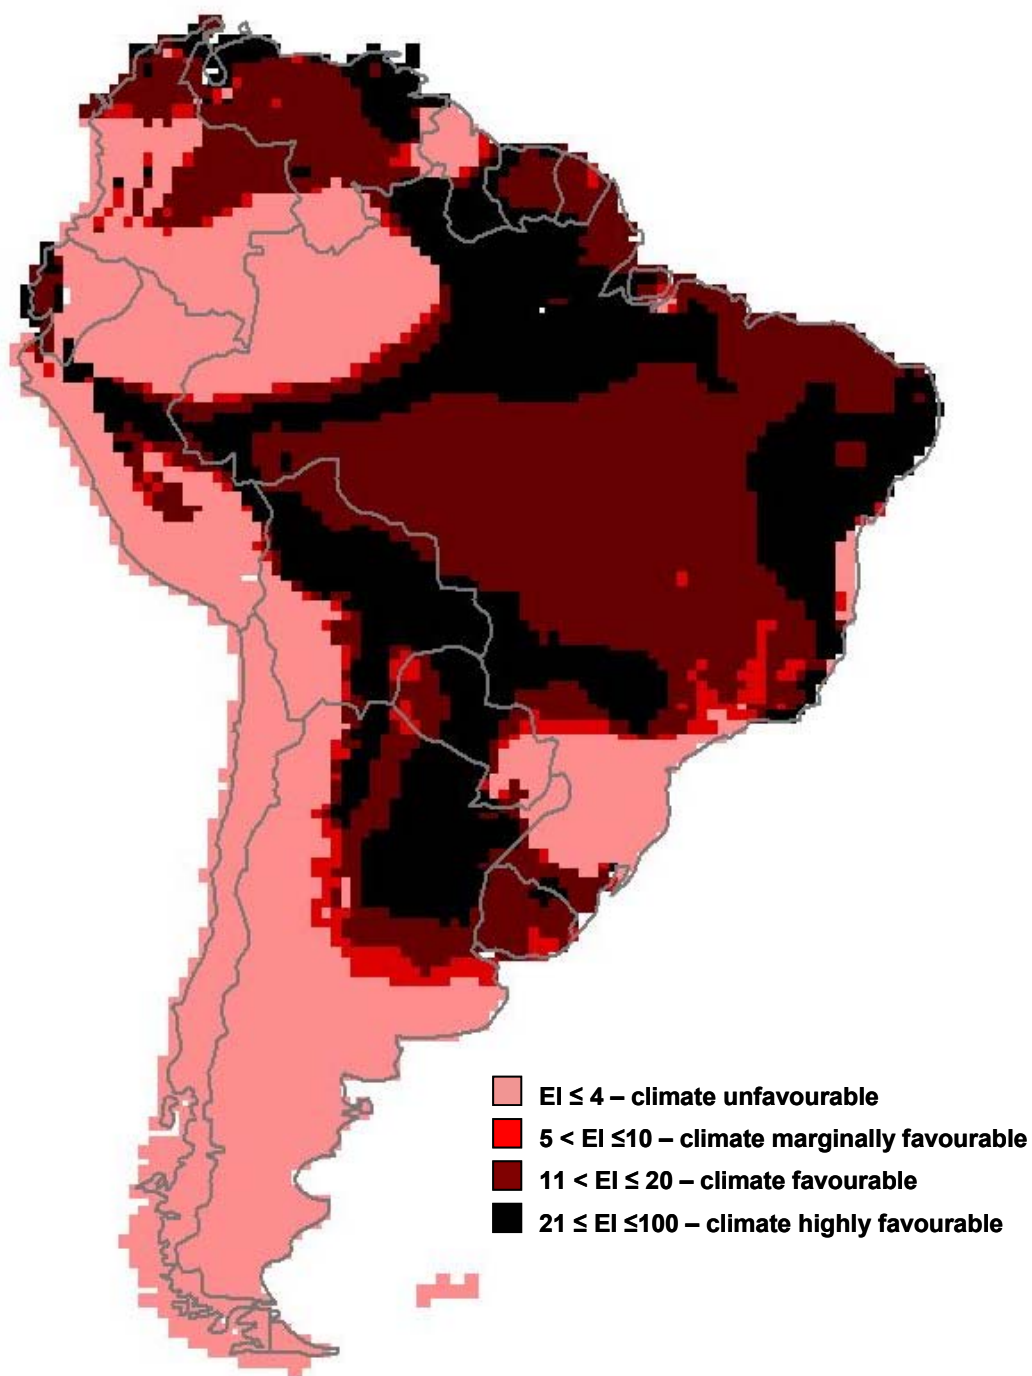 EI ≤ 4 – climate unfavourable
5 < EI ≤10 – climate marginally favourable
11 < EI ≤ 20 – climate favourable
21 ≤ EI ≤100 – climate highly favourable